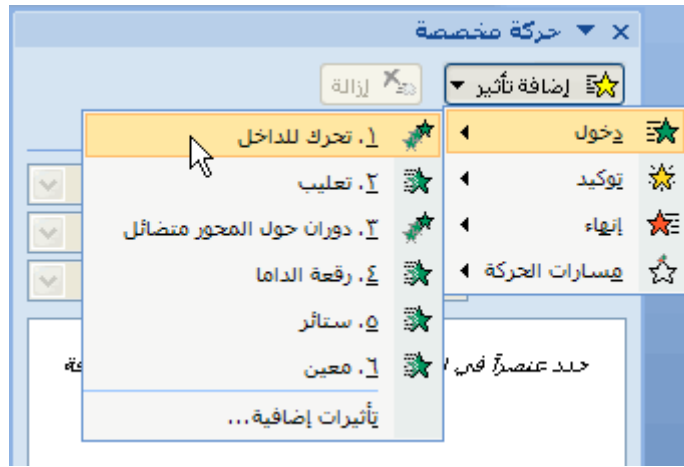 حركة مخصصة
إضافة تأثير
إزالة
دخول
توكيد
إنهاء
مسارات الحركة
١. تحرك للداخل
٢. تعليب
٣. دوران حول المحور متضائل
٤. رقعة الداما
٥. ستائر
٦. معين
تأثيرات إضافية...
حدد عنصراً في